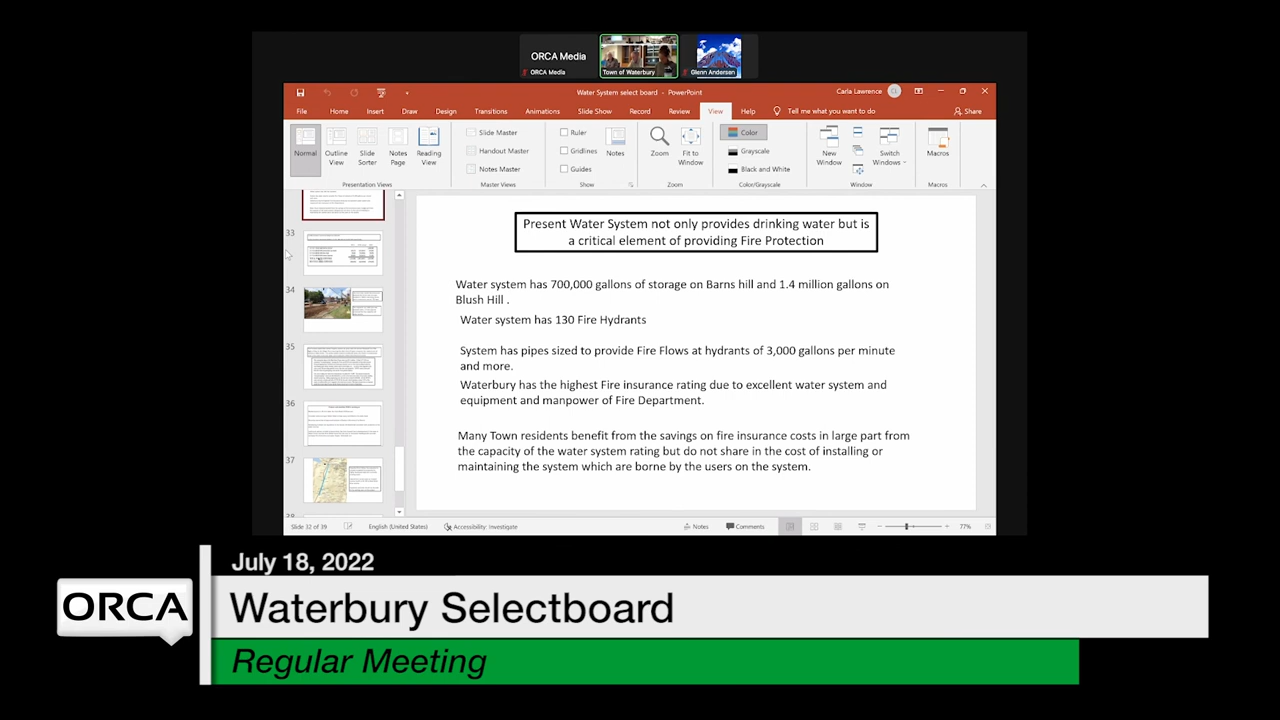 ORCA Media
ORCA Media
Town of Waterbury
Glenn Andersen
Water System select board - PowerPoint
Carla Lawrence
CL
File Home Insert Draw Design Transitions Animations Slide Show Record Review View Help Tell me what you want to do Share
Normal
Outline View
Slide Sorter
Notes Page
Reading View
Presentation Views
Slide Master
Handout Master
Notes Master
Master Views
Ruler
Gridlines
Guides
Notes
Show
Zoom
Fit to Window
Zoom
Color
Grayscale
Black and White
Color/Grayscale
New Window
Switch Windows
Window
Macros
Macros
33
34
35
36
37
38
Present Water System not only provides drinking water but is
a critical element of providing Fire Protection
Water system has 700,000 gallons of storage on Barns hill and 1.4 million gallons on
Blush Hill .
Water system has 130 Fire Hydrants
System has pipes sized to provide Fire Flows at hydrants of 3,000 gallons per minute
and more.
Waterbury has the highest Fire insurance rating due to excellent water system and
equipment and manpower of Fire Department.
Many Town residents benefit from the savings on fire insurance costs in large part from
the capacity of the water system rating but do not share in the cost of installing or
maintaining the system which are borne by the users on the system.
Slide 32 of 39 English (United States) Accessibility: Investigate Notes Comments 77%
July 18, 2022
ORCA
Waterbury Selectboard
Regular Meeting